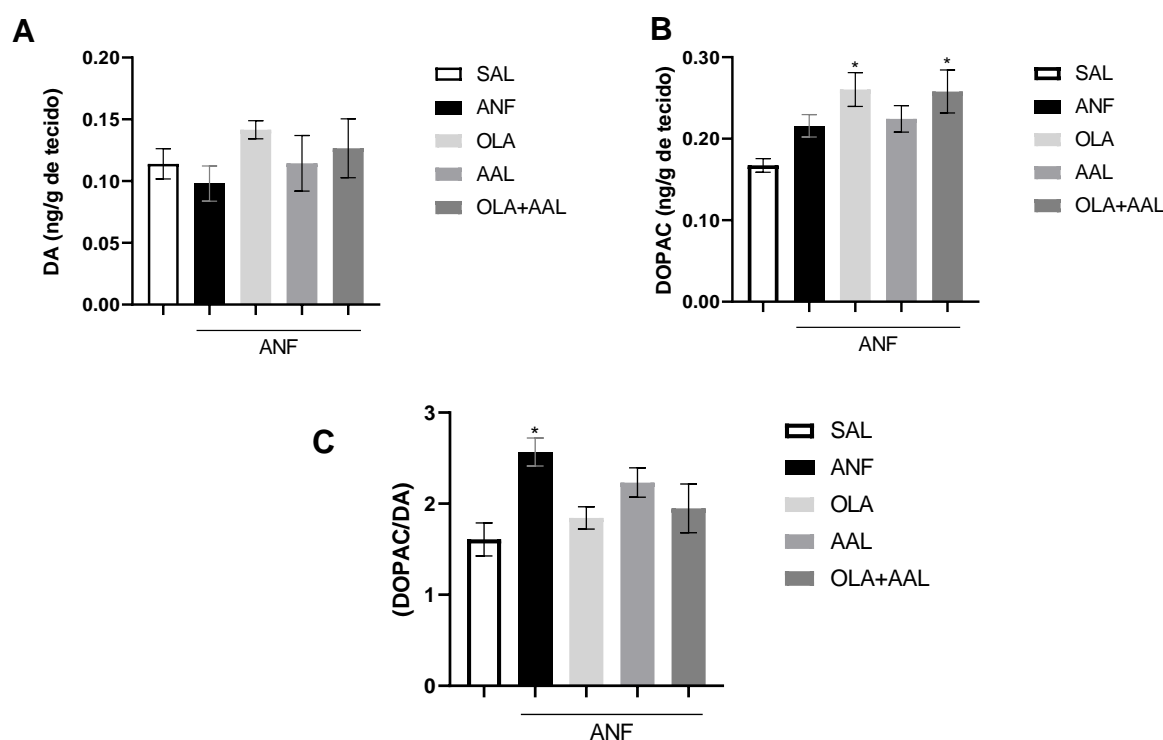 A
DA (ng/g de tecido)
0.20
0.15
0.10
0.05
0.00
ANF
SAL
ANF
OLA
AAL
OLA+AAL
B
DOPAC (ng/g de tecido)
0.30
*
*
0.20
0.10
0.00
ANF
SAL
ANF
OLA
AAL
OLA+AAL
C
(DOPAC/DA)
3
*
2
1
0
ANF
SAL
ANF
OLA
AAL
OLA+AAL